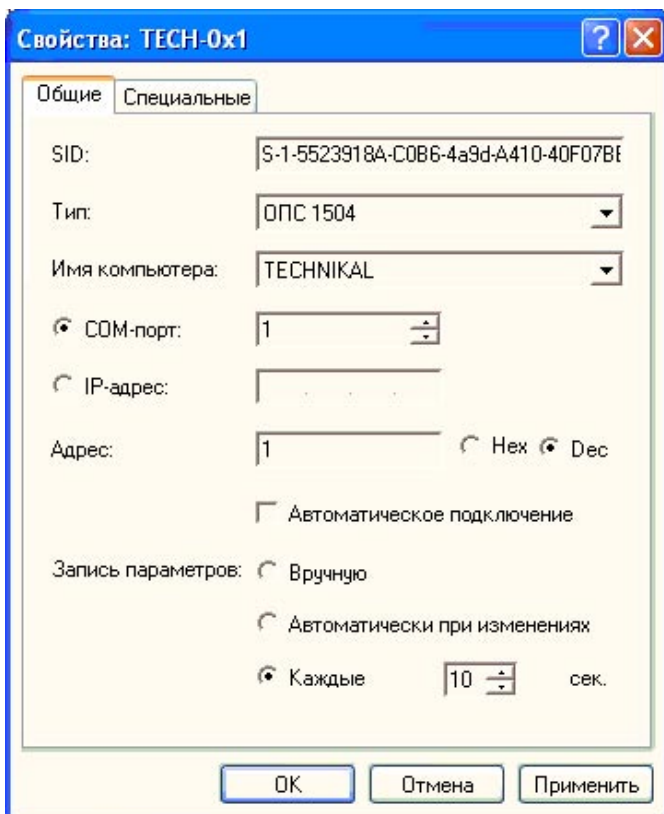 Свойства: TECH-0x1
Общие Специальные
SID: S-1-5523918A-C0B6-4a9d-A410-40F07BE
Тип: ОПС 1504
Имя компьютера: TECHNIKAL
COM-порт: 1
IP-адрес: . . .
Адрес: 1 Hex Dec
Автоматическое подключение
Запись параметров: Вручную
Автоматически при изменениях
Каждые 10 сек.
OK Отмена Применить